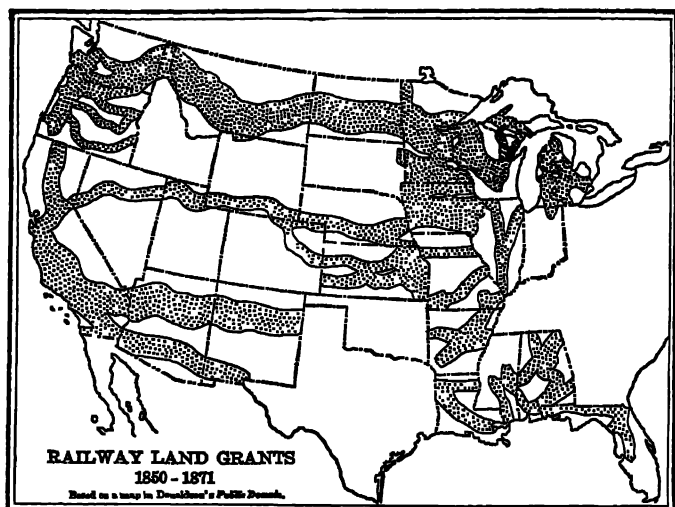 RAILWAY LAND GRANTS
1850 - 1871
Based on a map in Donaldson's Public Domain.